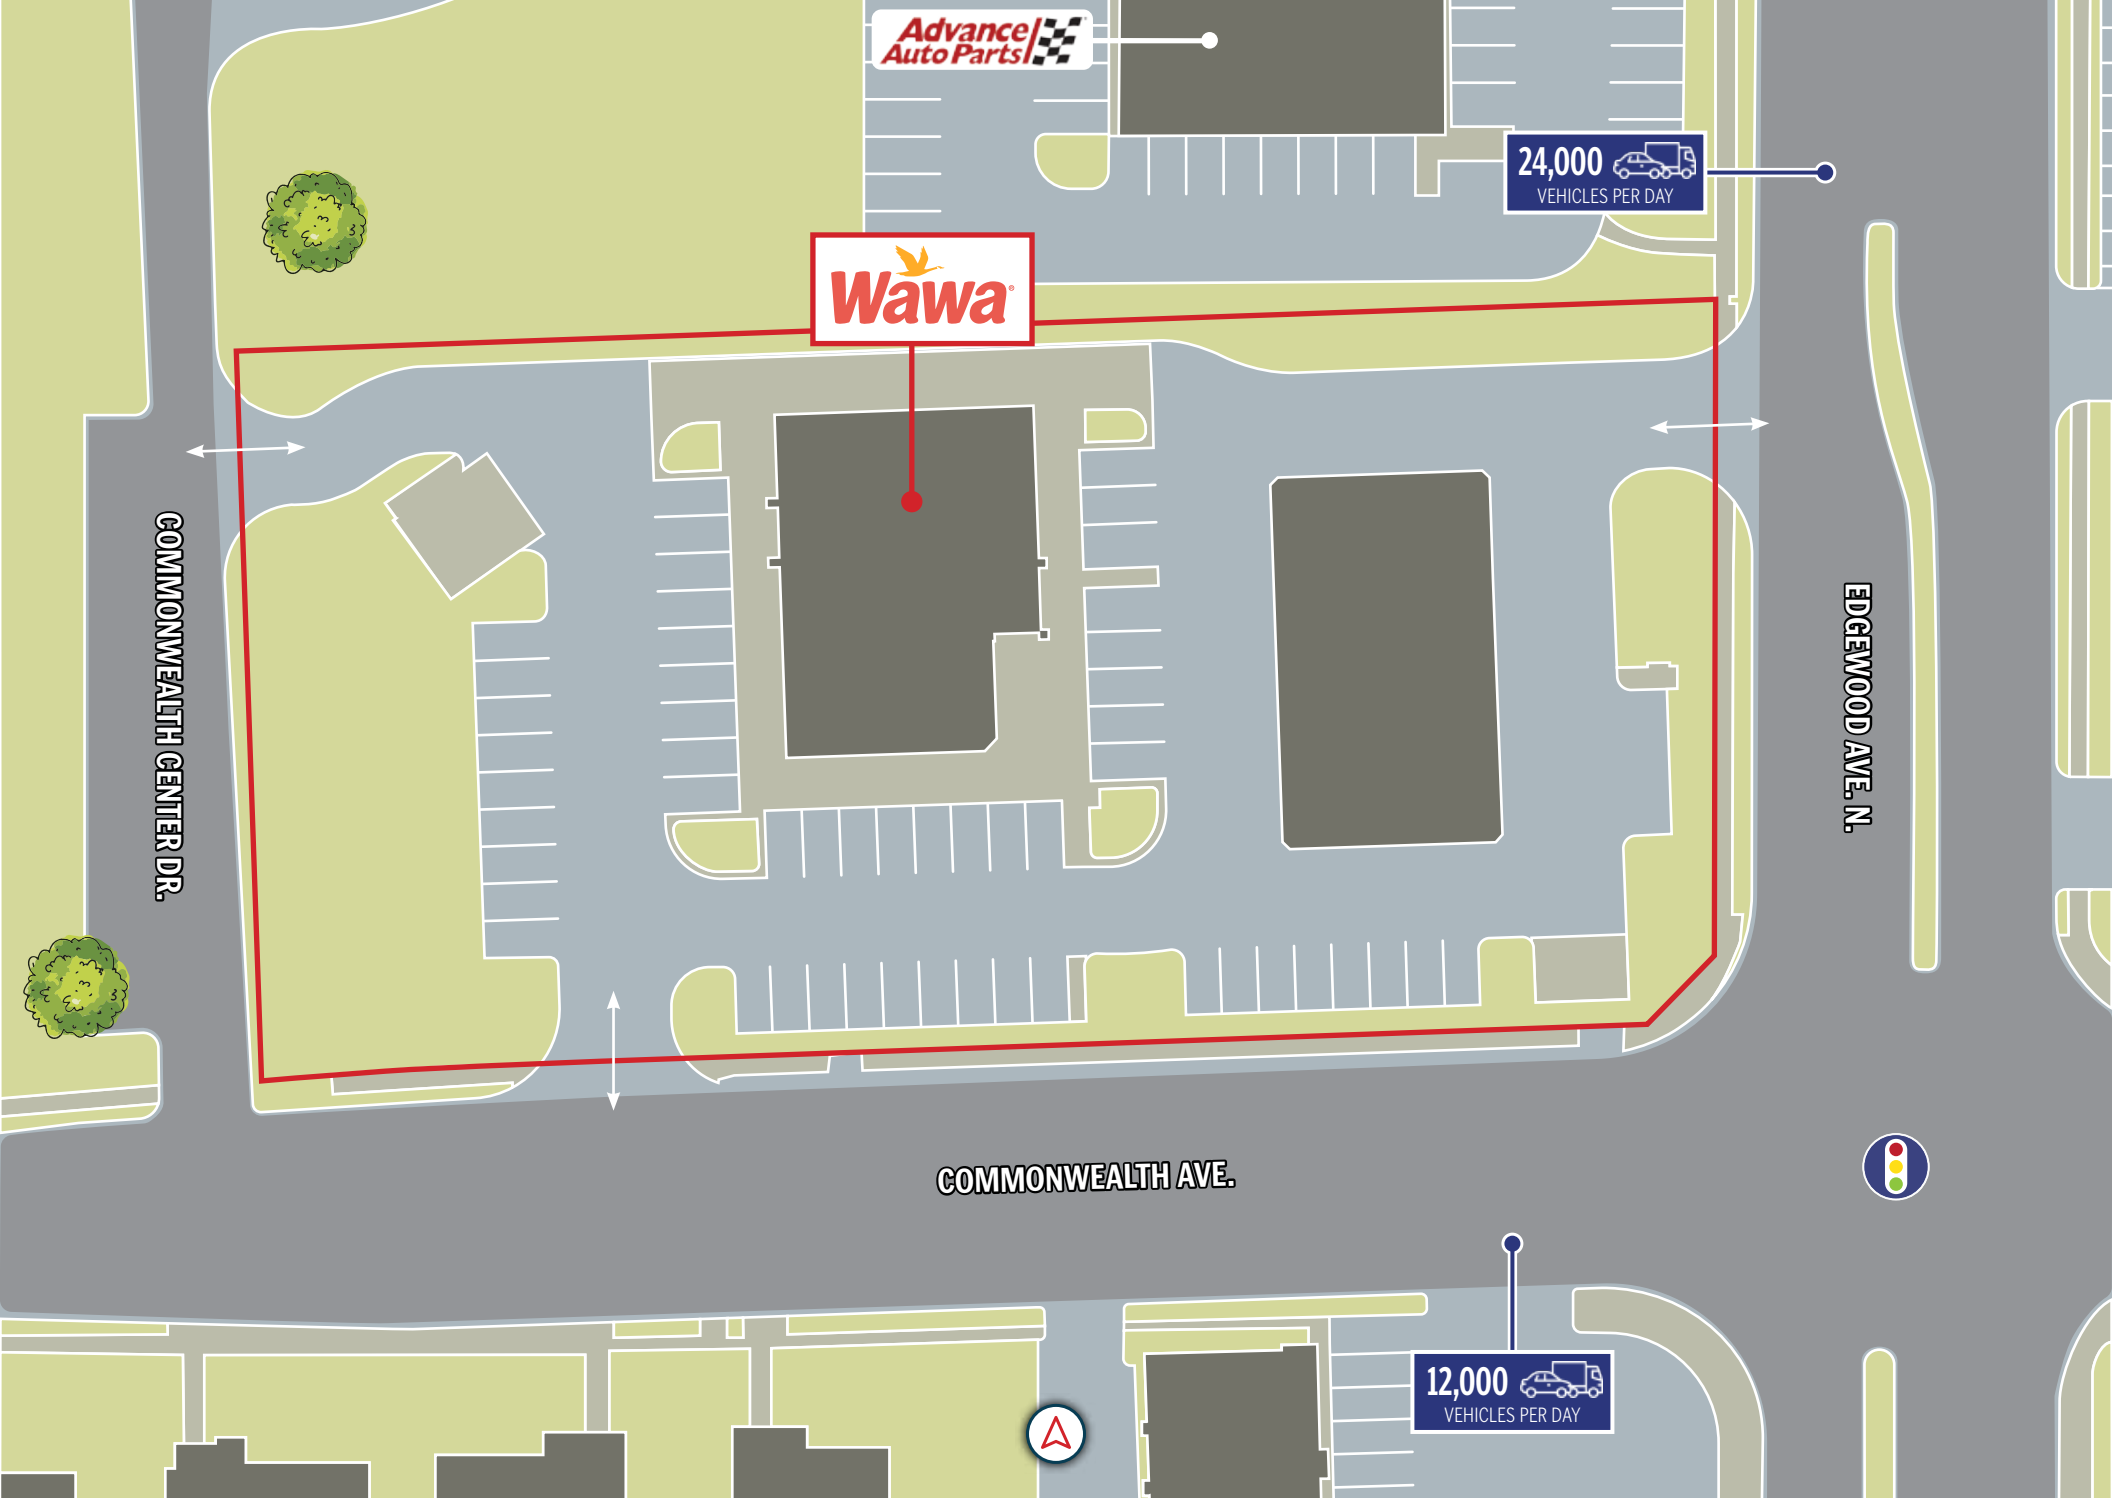 Advance
Auto Parts
24,000
VEHICLES PER DAY
Wawa
COMMONWEALTH CENTER DR.
EDGEWOOD AVE. N.
COMMONWEALTH AVE.
12,000
VEHICLES PER DAY